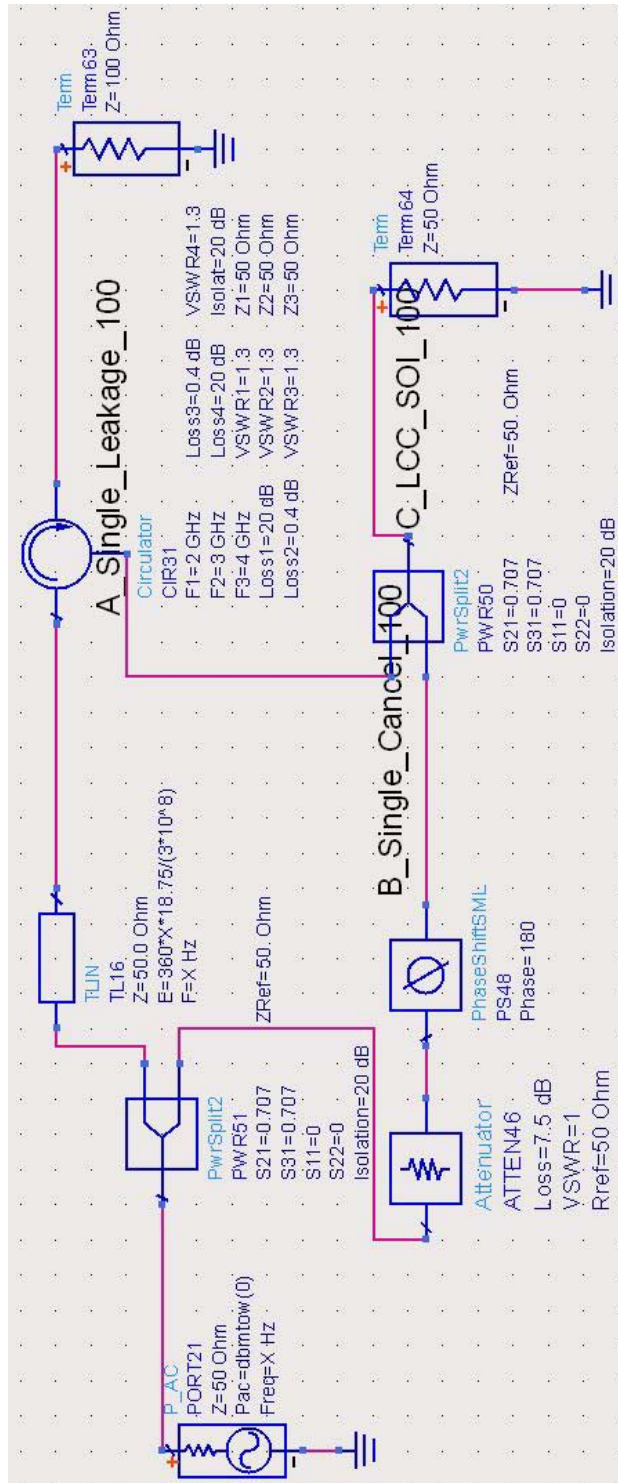 P_AC
PORT21
Z=50 Ohm
Pac=dbmtow(0)
Freq=X Hz
PwrSplit2
PWR51
S21=0.707
S31=0.707
S11=0
S22=0
Isolation=20 dB
ZRef=50. Ohm
TLIN
TL16
Z=50.0 Ohm
E=360*X*18.75/(3*10^8)
F=X Hz
A_Single_Leakage_100
Circulator
CIR31
F1=2 GHz
F2=3 GHz
F3=4 GHz
Loss1=20 dB
Loss2=0.4 dB
Loss3=0.4 dB
Loss4=20 dB
VSWR1=1.3
VSWR2=1.3
VSWR3=1.3
VSWR4=1.3
Isolat=20 dB
Z1=50 Ohm
Z2=50 Ohm
Z3=50 Ohm
Term
Term63
Z=100 Ohm
Attenuator
ATTEN46
Loss=7.5 dB
VSWR=1
Rref=50 Ohm
PhaseShiftSML
PS48
Phase=180
B_Single_Cancel_100
PwrSplit2
PWR50
S21=0.707
S31=0.707
S11=0
S22=0
Isolation=20 dB
ZRef=50. Ohm
C_LCC_SOI_100
Term
Term64
Z=50 Ohm